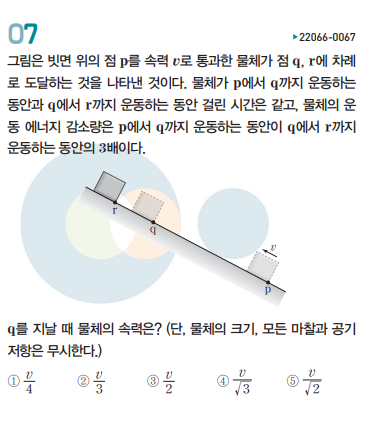 07
▶22066-0067
그림은 빗면 위의 점 p를 속력 v로 통과한 물체가 점 q, r에 차례
로 도달하는 것을 나타낸 것이다. 물체가 p에서 q까지 운동하는
동안과 q에서 r까지 운동하는 동안 걸린 시간은 같고, 물체의 운
동 에너지 감소량은 p에서 q까지 운동하는 동안이 q에서 r까지
운동하는 동안의 3배이다.
r
q
v
p
q를 지날 때 물체의 속력은? (단, 물체의 크기, 모든 마찰과 공기
저항은 무시한다.)
① v/4 ② v/3 ③ v/2 ④ v/√3 ⑤ v/√2